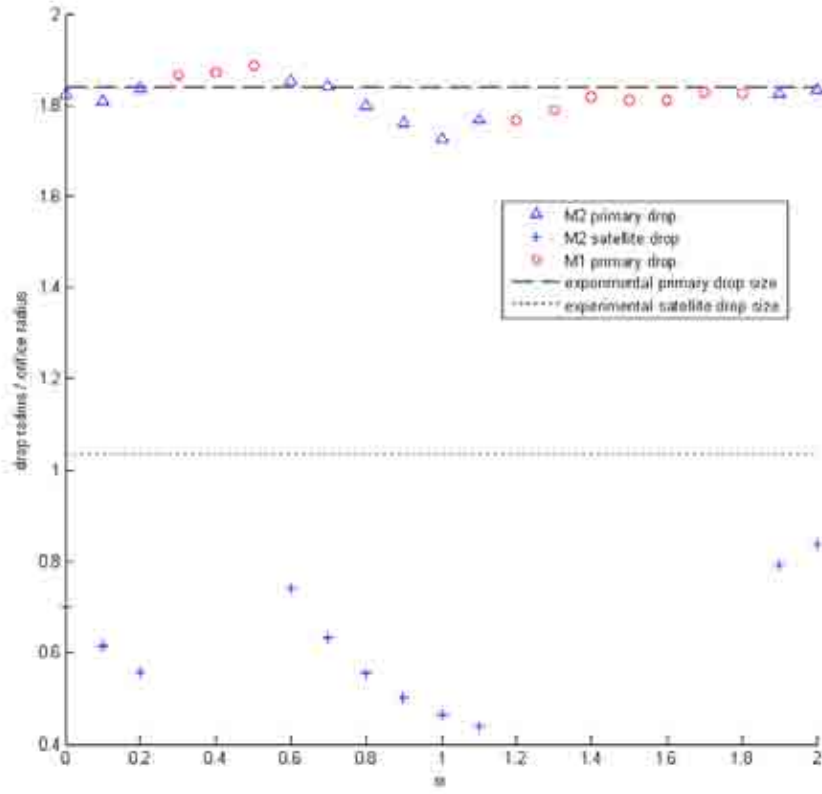 2
1.8
1.6
1.4
1.2
1
0.8
0.6
0.4
drop radius / orifice radius
M2 primary drop
M2 satellite drop
M1 primary drop
experimental primary drop size
experimental satellite drop size
0 0.2 0.4 0.6 0.8 1 1.2 1.4 1.6 1.8 2